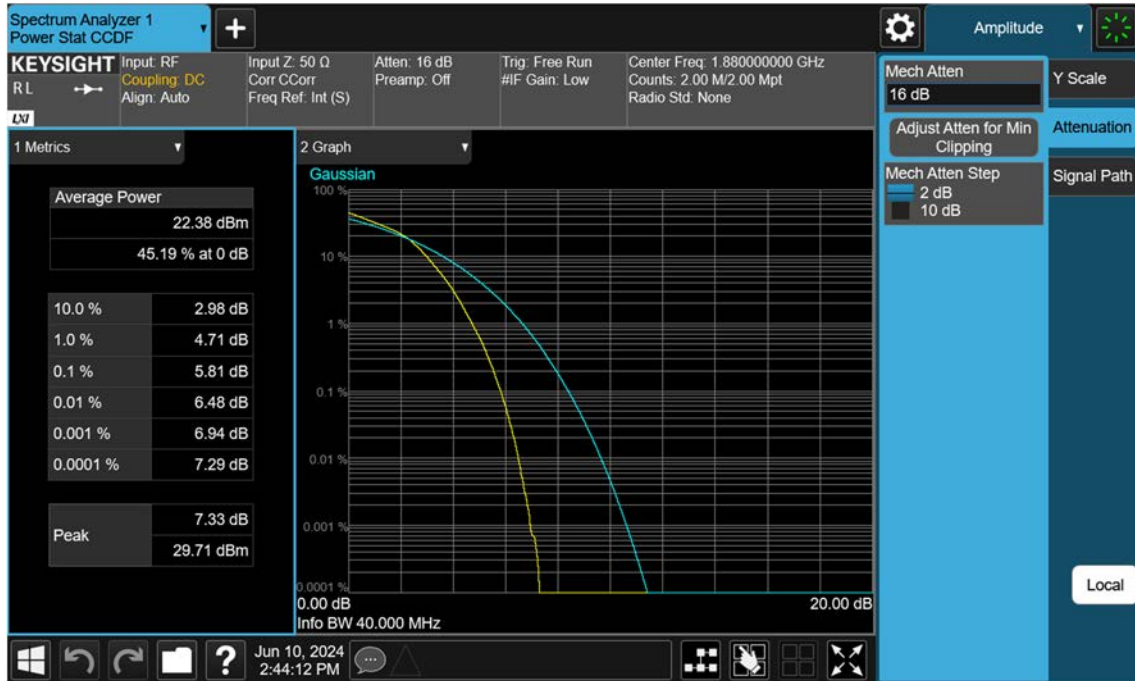 Spectrum Analyzer 1
Power Stat CCDF
Amplitude
KEYSIGHT
RL
LXI
Input: RF
Coupling: DC
Align: Auto
Input Z: 50 Ω
Corr CCorr
Freq Ref: Int (S)
Atten: 16 dB
Preamp: Off
Trig: Free Run
#IF Gain: Low
Center Freq: 1.880000000 GHz
Counts: 2.00 M/2.00 Mpt
Radio Std: None
1 Metrics
Average Power
22.38 dBm
45.19 % at 0 dB
10.0 % 2.98 dB
1.0 % 4.71 dB
0.1 % 5.81 dB
0.01 % 6.48 dB
0.001 % 6.94 dB
0.0001 % 7.29 dB
Peak
7.33 dB
29.71 dBm
2 Graph
Gaussian
100 %
10 %
1 %
0.1 %
0.01 %
0.001 %
0.0001 %
0.00 dB 20.00 dB
Info BW 40.000 MHz
Mech Atten
16 dB
Adjust Atten for Min
Clipping
Mech Atten Step
2 dB
10 dB
Y Scale
Attenuation
Signal Path
Local
?
Jun 10, 2024
2:44:12 PM